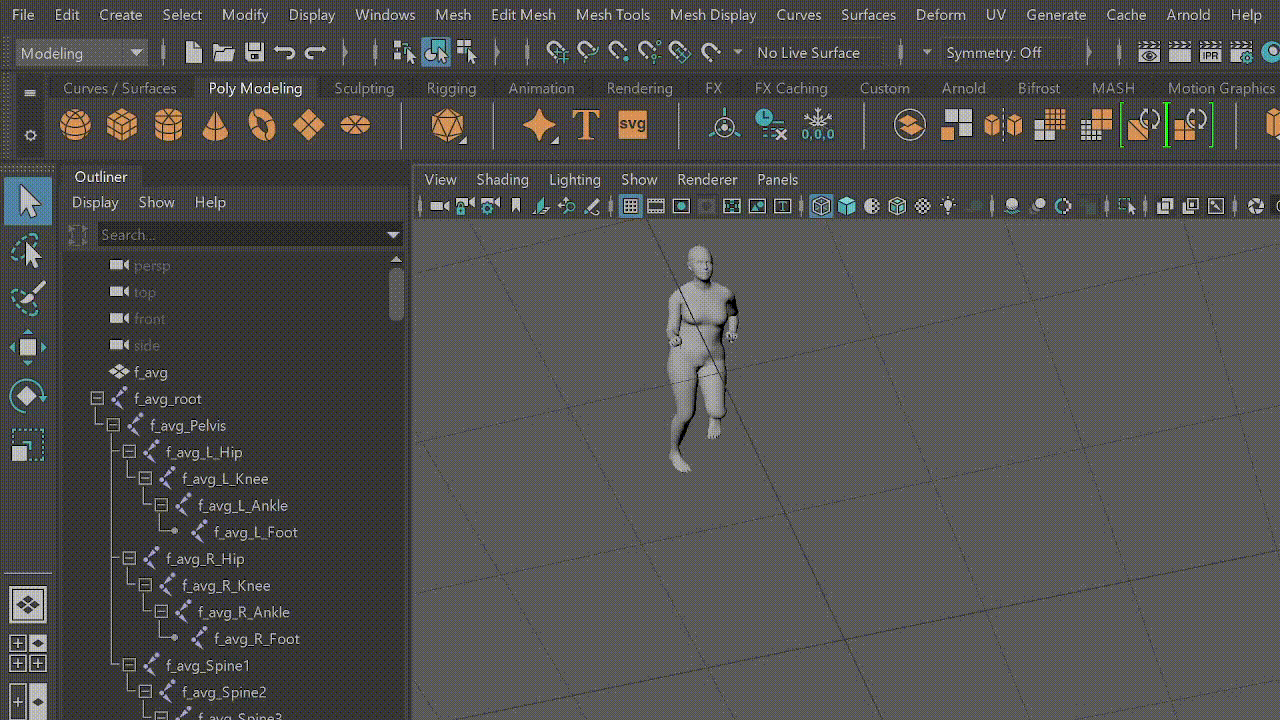 File Edit Create Select Modify Display Windows Mesh Edit Mesh Mesh Tools Mesh Display Curves Surfaces Deform UV Generate Cache Arnold Help
Modeling No Live Surface Symmetry: Off IPR
Curves / Surfaces Poly Modeling Sculpting Rigging Animation Rendering FX FX Caching Custom Arnold Bifrost MASH Motion Graphics
T svg 0,0,0
Outliner
Display Show Help
Search...
persp
top
front
side
f_avg
f_avg_root
f_avg_Pelvis
f_avg_L_Hip
f_avg_L_Knee
f_avg_L_Ankle
f_avg_L_Foot
f_avg_R_Hip
f_avg_R_Knee
f_avg_R_Ankle
f_avg_R_Foot
f_avg_Spine1
f_avg_Spine2
f_avg_Spine3
View Shading Lighting Show Renderer Panels